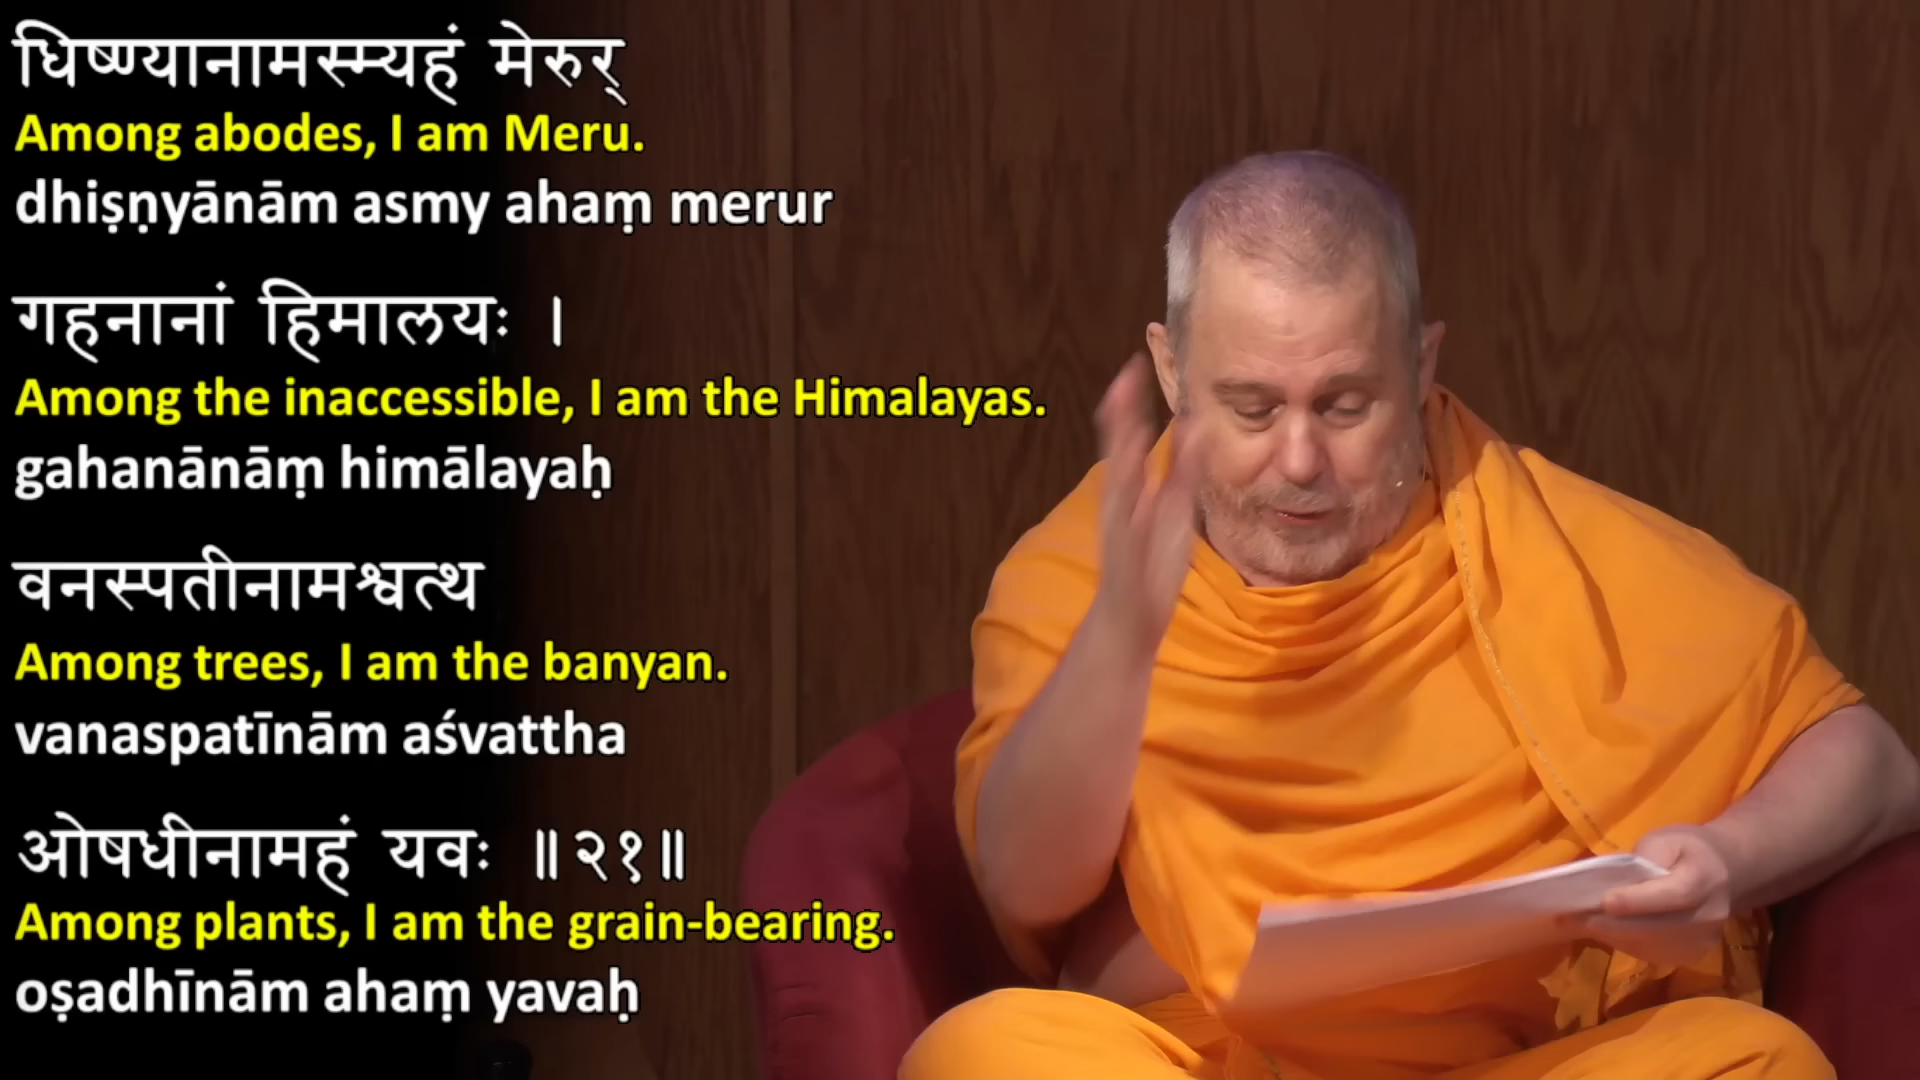 धिष्ण्यानामस्म्यहं मेरुर्
Among abodes, I am Meru.
dhiṣṇyānām asmy ahaṃ merur
गहनानां हिमालयः ।
Among the inaccessible, I am the Himalayas.
gahanānāṃ himālayaḥ
वनस्पतीनामश्वत्थ
Among trees, I am the banyan.
vanaspatīnām aśvattha
ओषधीनामहं यवः ॥२१॥
Among plants, I am the grain-bearing.
oṣadhīnām ahaṃ yavaḥ